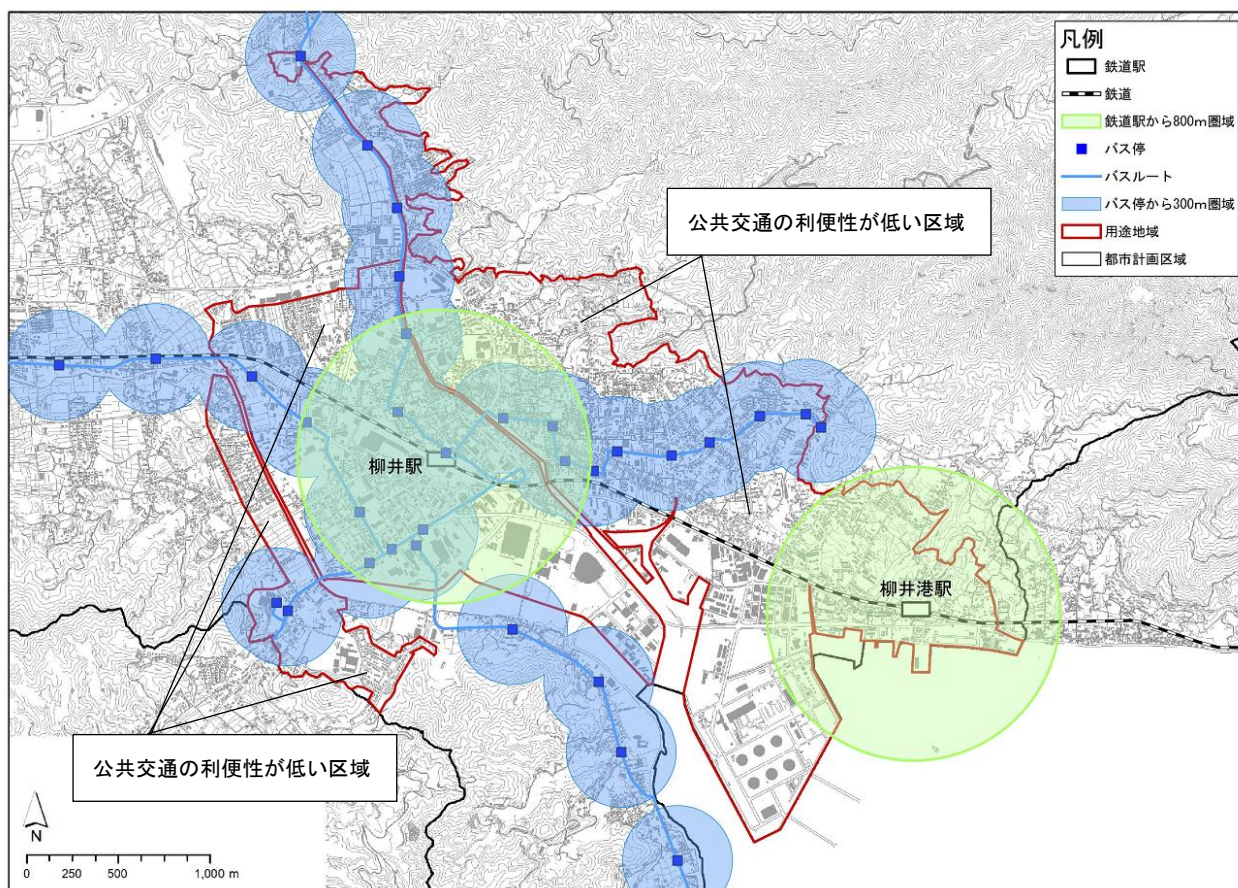 凡例
鉄道駅
鉄道
鉄道駅から800m圏域
バス停
バスルート
バス停から300m圏域
用途地域
都市計画区域
公共交通の利便性が低い区域
柳井駅
柳井港駅
公共交通の利便性が低い区域
N
0 250 500 1,000 m